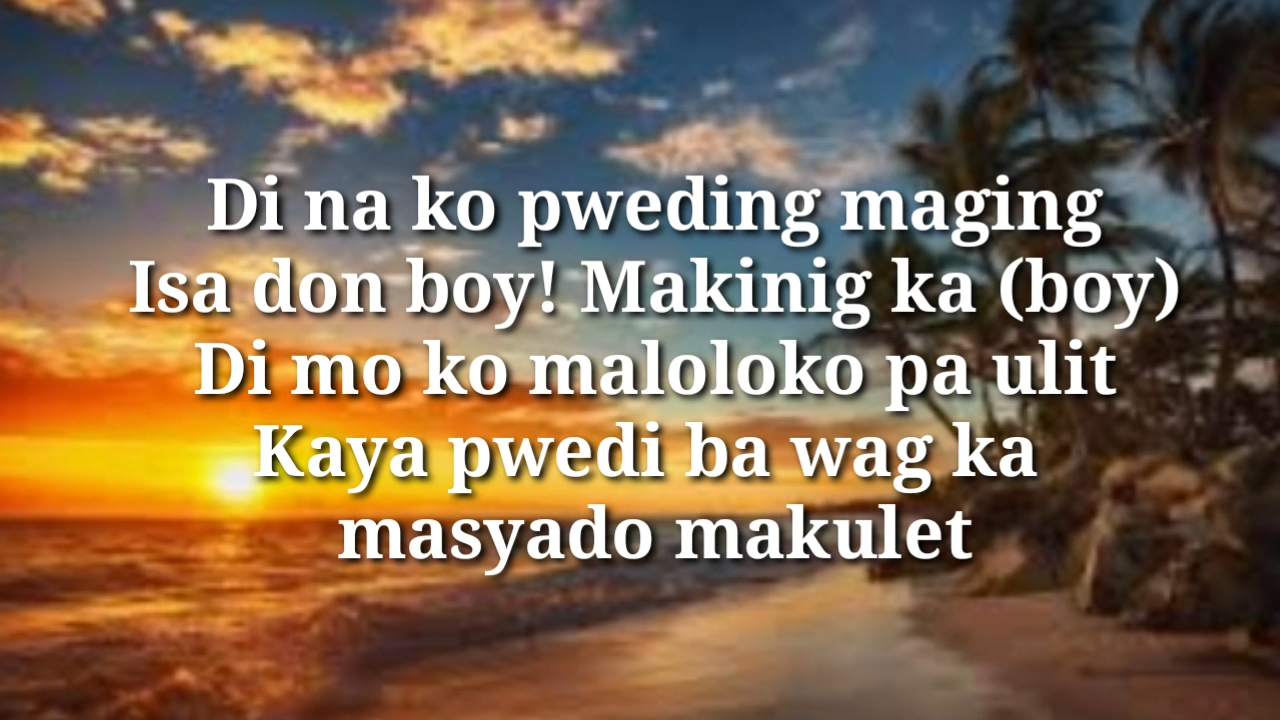 Di na ko pweding maging
Isa don boy! Makinig ka (boy)
Di mo ko maloloko pa ulit
Kaya pwedi ba wag ka
masyado makulet